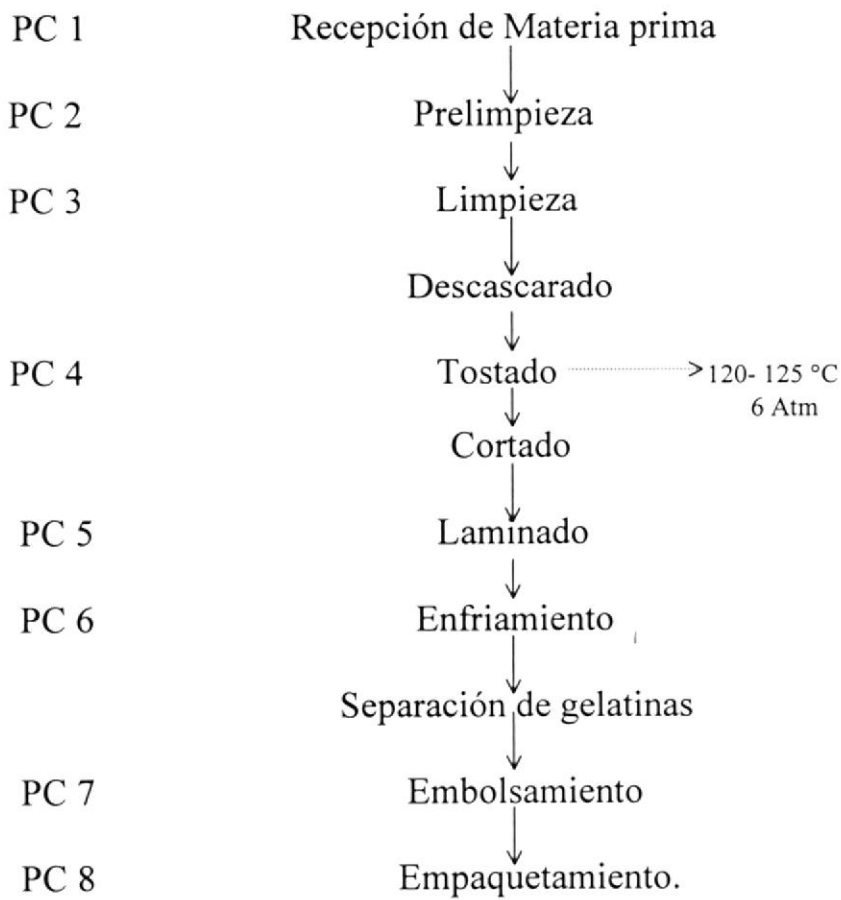 PC 1 Recepción de Materia prima
PC 2 Prelimpieza
PC 3 Limpieza
Descascarado
PC 4 Tostado 120- 125 °C
6 Atm
Cortado
PC 5 Laminado
PC 6 Enfriamiento
Separación de gelatinas
PC 7 Embolsamiento
PC 8 Empaquetamiento.